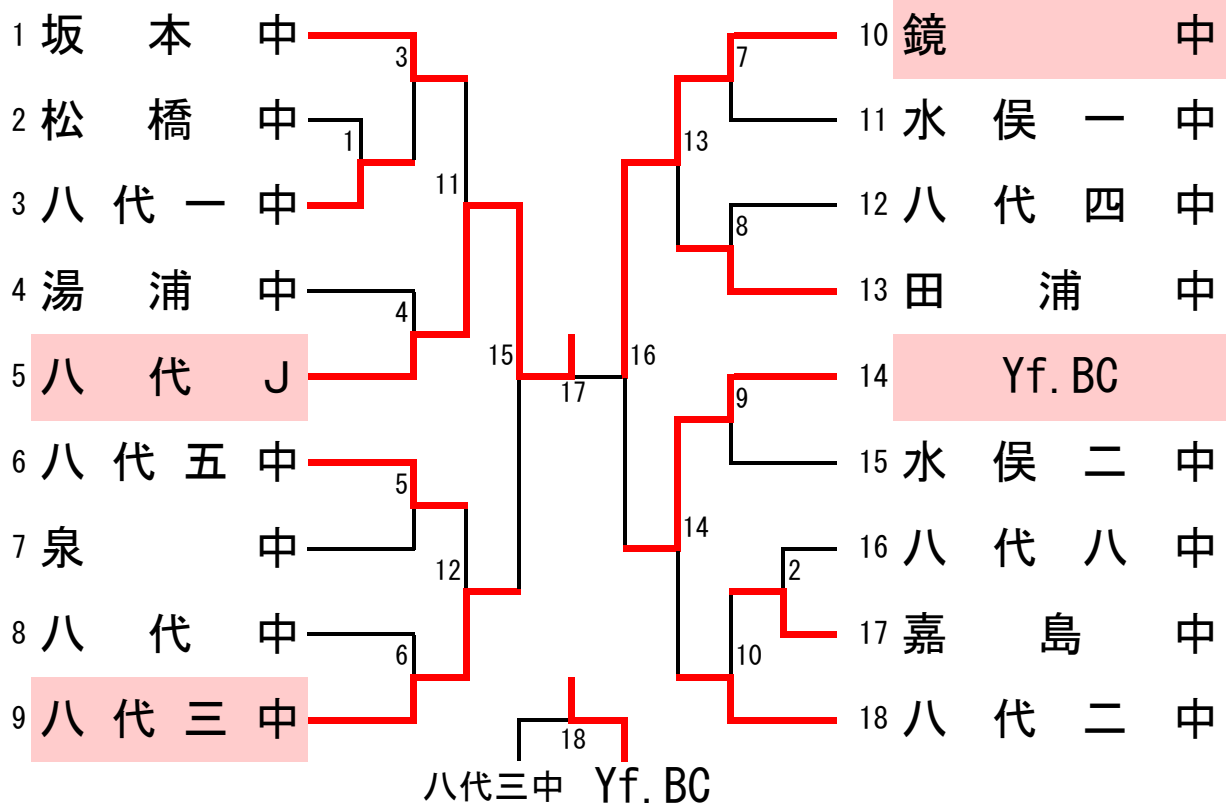 1 坂本中
2 松橋中
3 八代一中
4 湯浦中
5 八代J
6 八代五中
7 泉中
8 八代中
9 八代三中
3
1
11
4
15
5
12
6
17
18
八代三中 Yf.BC
7
13
8
16
9
14
2
10
10 鏡中
11 水俣一中
12 八代四中
13 田浦中
14 Yf.BC
15 水俣二中
16 八代八中
17 嘉島中
18 八代二中